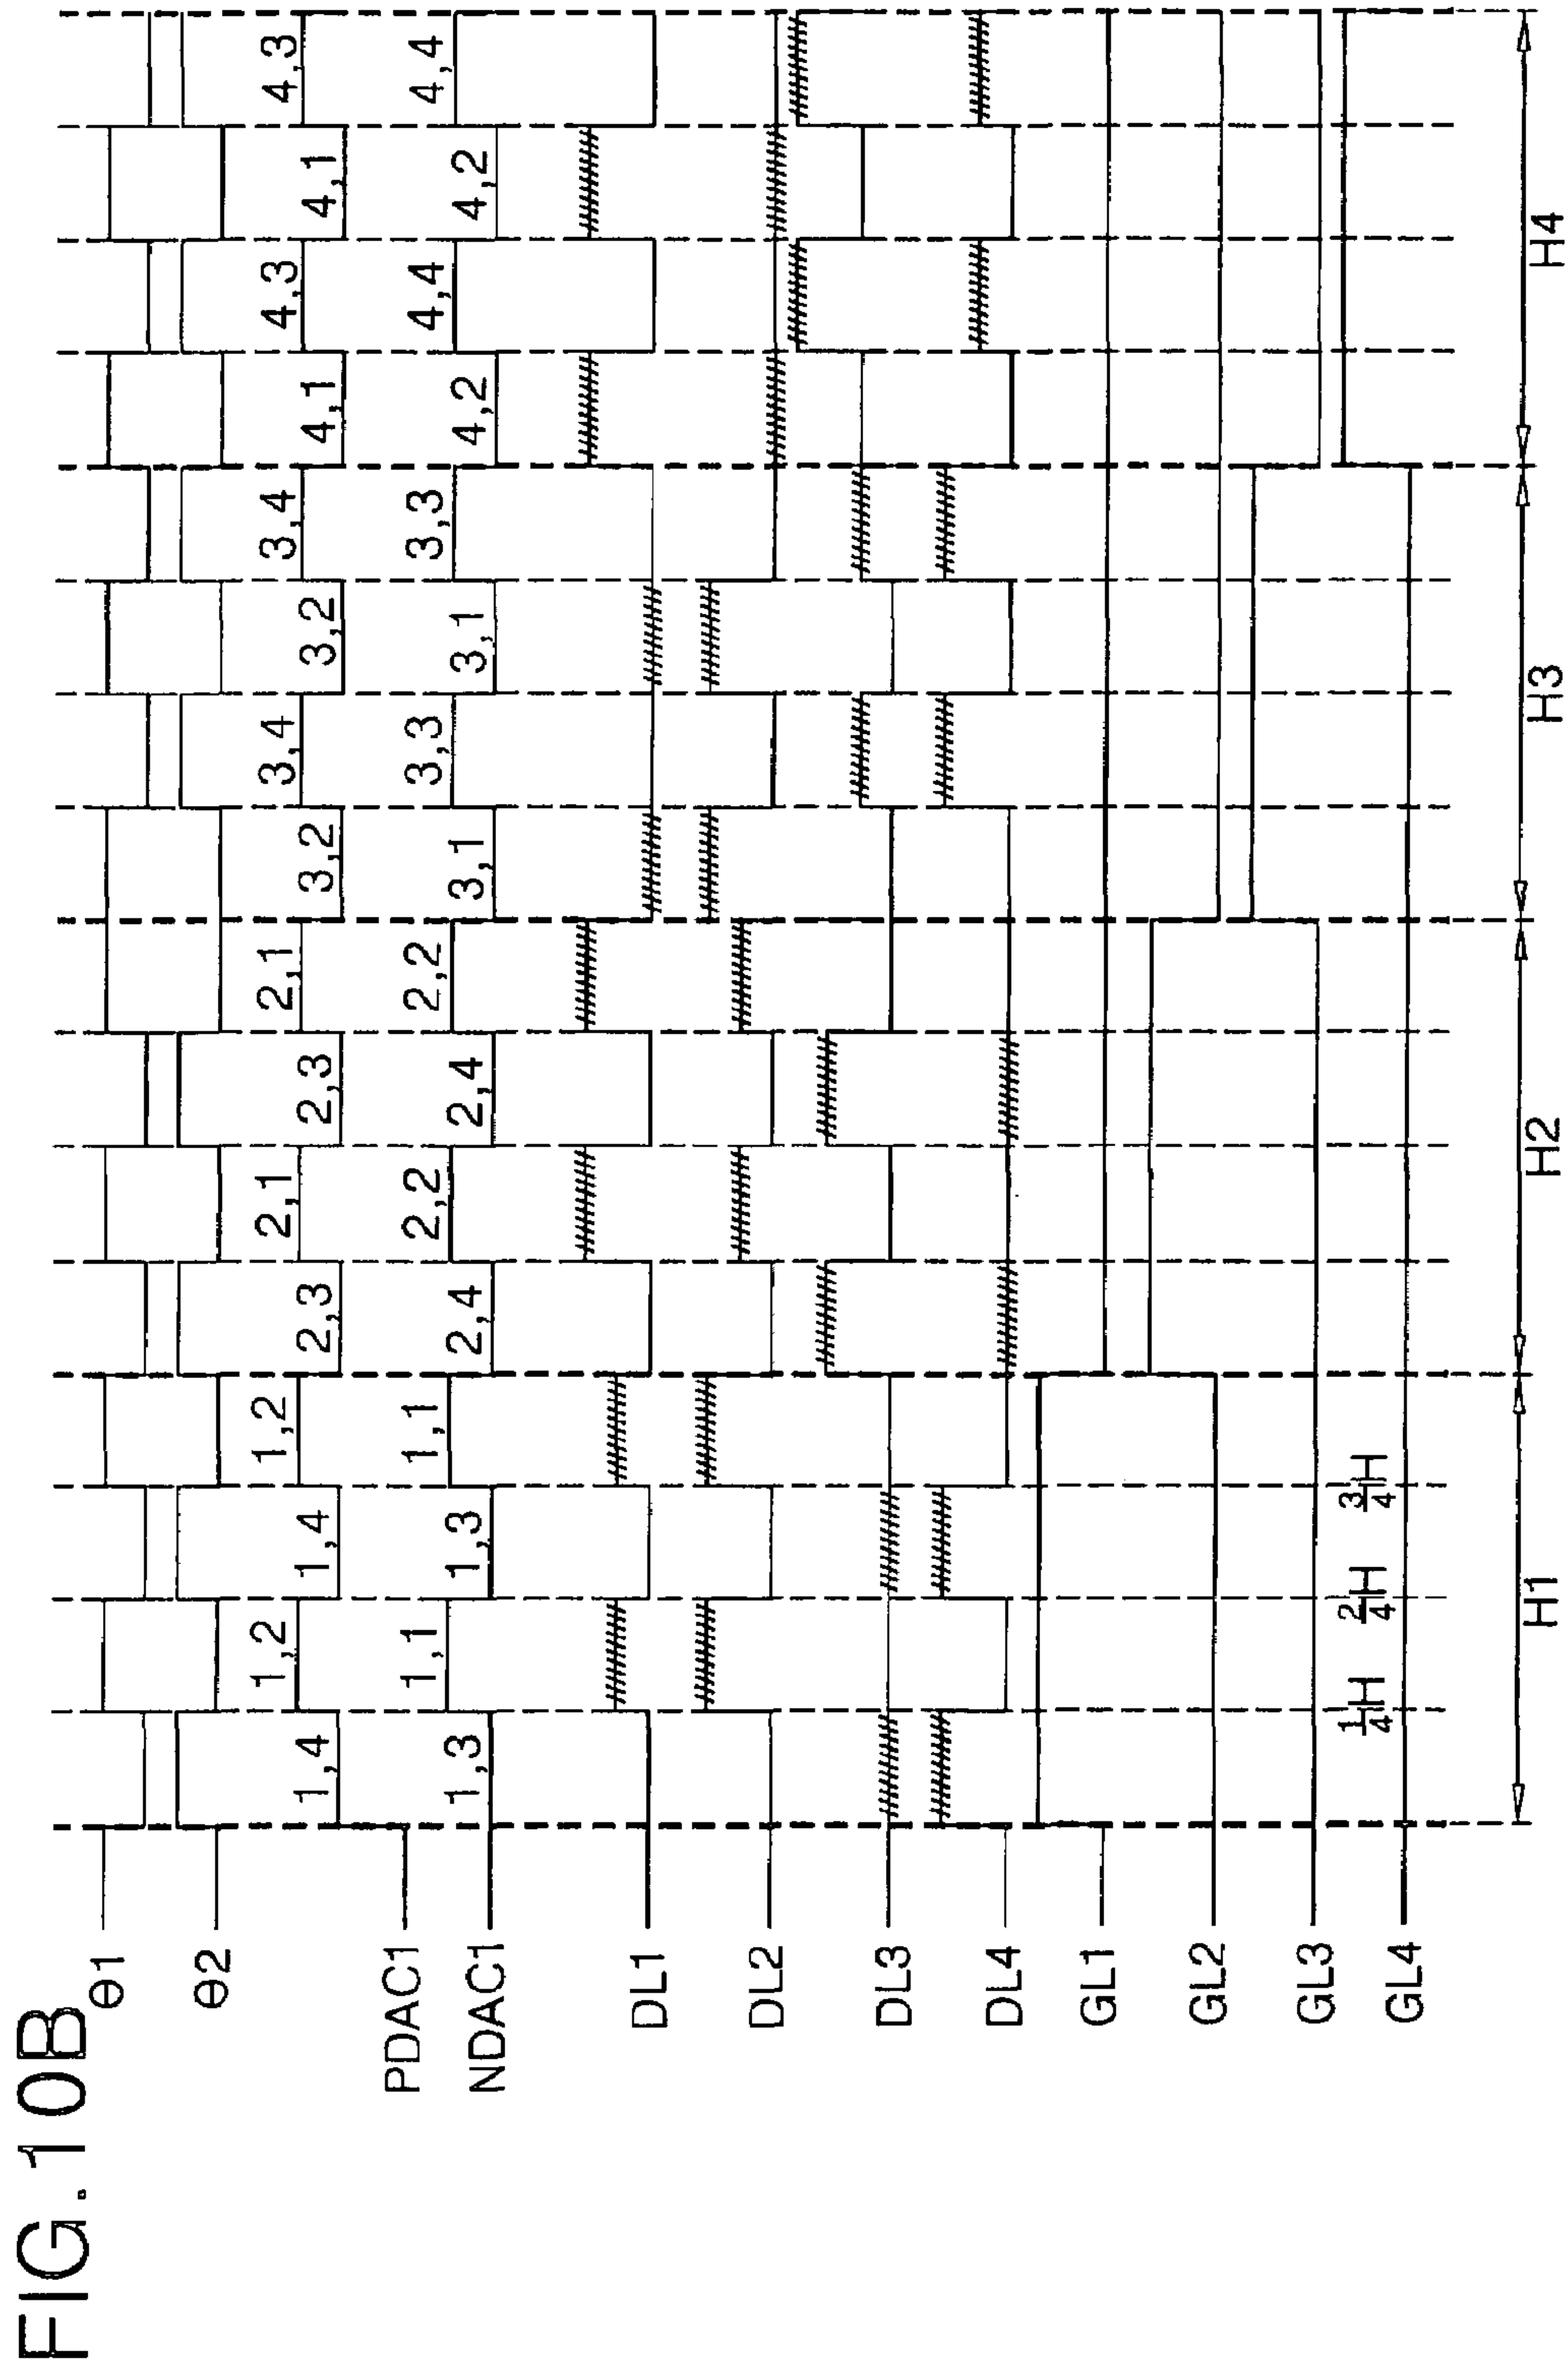 FIG.10B
Θ1
Θ2
PDAC1 1,4 1,2 1,4 1,2 2,3 2,1 2,3 2,1 3,2 3,4 3,2 3,4 4,1 4,3 4,1 4,3
NDAC1 1,3 1,1 1,3 1,1 2,4 2,2 2,4 2,2 3,1 3,3 3,1 3,3 4,2 4,4 4,2 4,4
DL1
DL2
DL3
DL4
GL1
GL2
GL3
GL4 1/4H 2/4H 3/4H
H1 H2 H3 H4